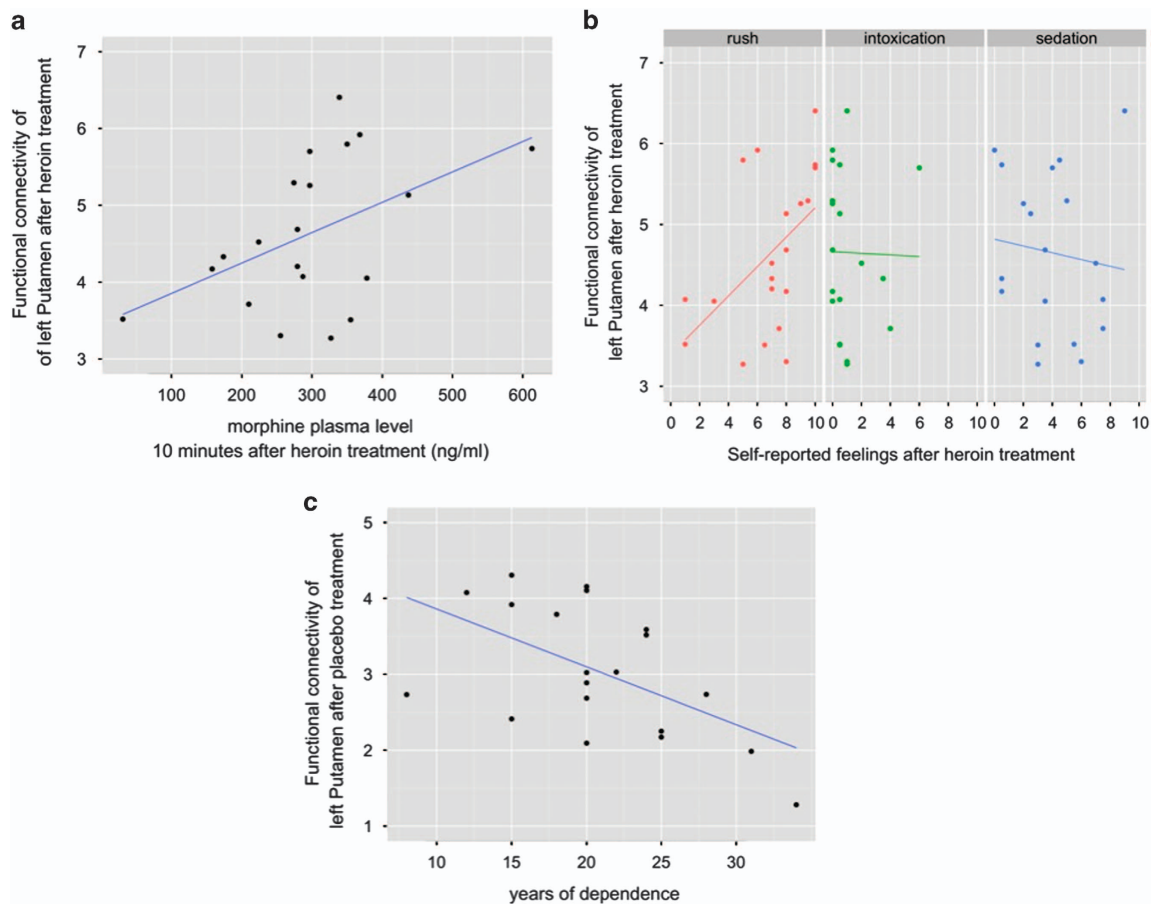 a
Functional connectivity of
of left Putamen after heroin treatment
7
6
5
4
3
100 200 300 400 500 600
morphine plasma level
10 minutes after heroin treatment (ng/ml)
b
rush intoxication sedation
Functional connectivity of
left Putamen after heroin treatment
7
6
5
4
3
0 2 4 6 8 10 0 2 4 6 8 10 0 2 4 6 8 10
Self-reported feelings after heroin treatment
c
Functional connectivity of
left Putamen after placebo treatment
5
4
3
2
1
10 15 20 25 30
years of dependence